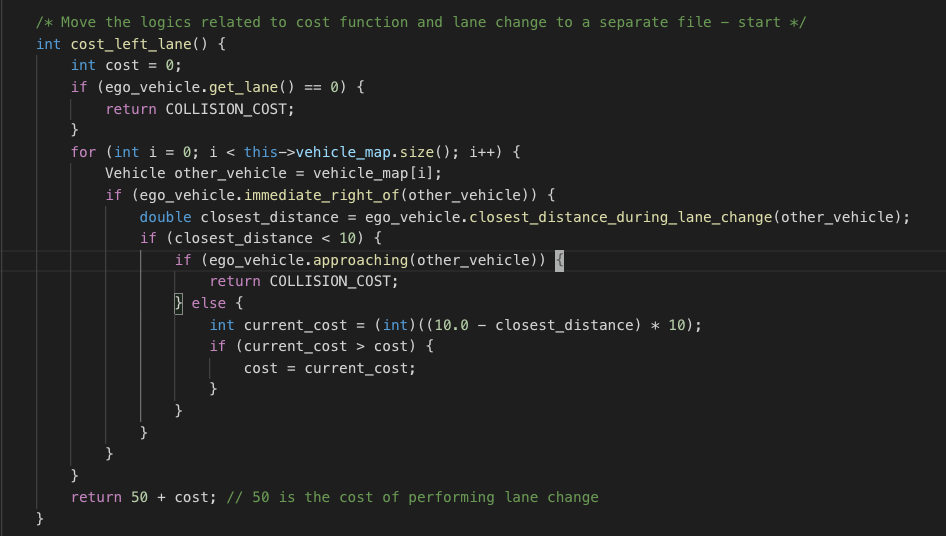 /* Move the logics related to cost function and lane change to a separate file - start */
int cost_left_lane() {
    int cost = 0;
    if (ego_vehicle.get_lane() == 0) {
        return COLLISION_COST;
    }
    for (int i = 0; i < this->vehicle_map.size(); i++) {
        Vehicle other_vehicle = vehicle_map[i];
        if (ego_vehicle.immediate_right_of(other_vehicle)) {
            double closest_distance = ego_vehicle.closest_distance_during_lane_change(other_vehicle);
            if (closest_distance < 10) {
                if (ego_vehicle.approaching(other_vehicle)) {
                    return COLLISION_COST;
                } else {
                    int current_cost = (int)((10.0 - closest_distance) * 10);
                    if (current_cost > cost) {
                        cost = current_cost;
                    }
                }
            }
        }
    }
    return 50 + cost; // 50 is the cost of performing lane change
}